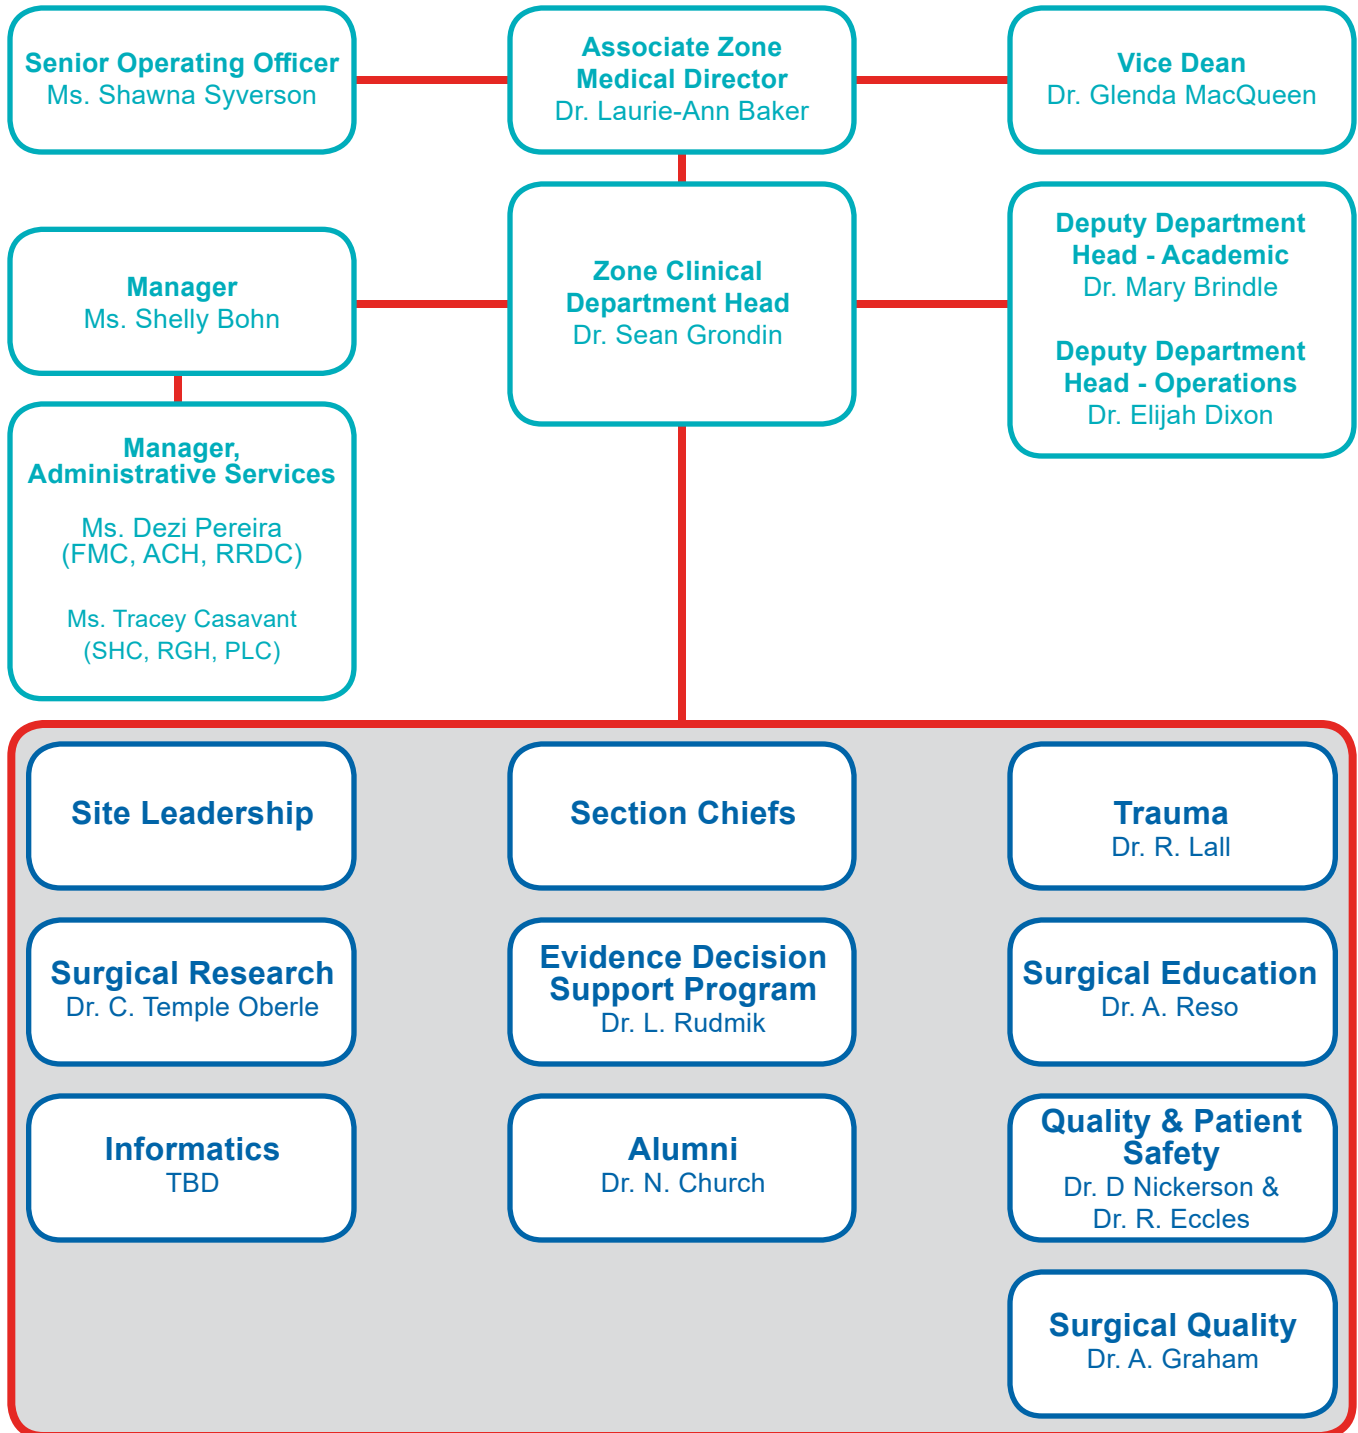 Senior Operating Officer
Ms. Shawna Syverson
Associate Zone
Medical Director
Dr. Laurie-Ann Baker
Vice Dean
Dr. Glenda MacQueen
Manager
Ms. Shelly Bohn
Zone Clinical
Department Head
Dr. Sean Grondin
Deputy Department
Head - Academic
Dr. Mary Brindle
Deputy Department
Head - Operations
Dr. Elijah Dixon
Manager,
Administrative Services
Ms. Dezi Pereira
(FMC, ACH, RRDC)
Ms. Tracey Casavant
(SHC, RGH, PLC)
Site Leadership
Section Chiefs
Trauma
Dr. R. Lall
Surgical Research
Dr. C. Temple Oberle
Evidence Decision
Support Program
Dr. L. Rudmik
Surgical Education
Dr. A. Reso
Informatics
TBD
Alumni
Dr. N. Church
Quality & Patient
Safety
Dr. D Nickerson &
Dr. R. Eccles
Surgical Quality
Dr. A. Graham